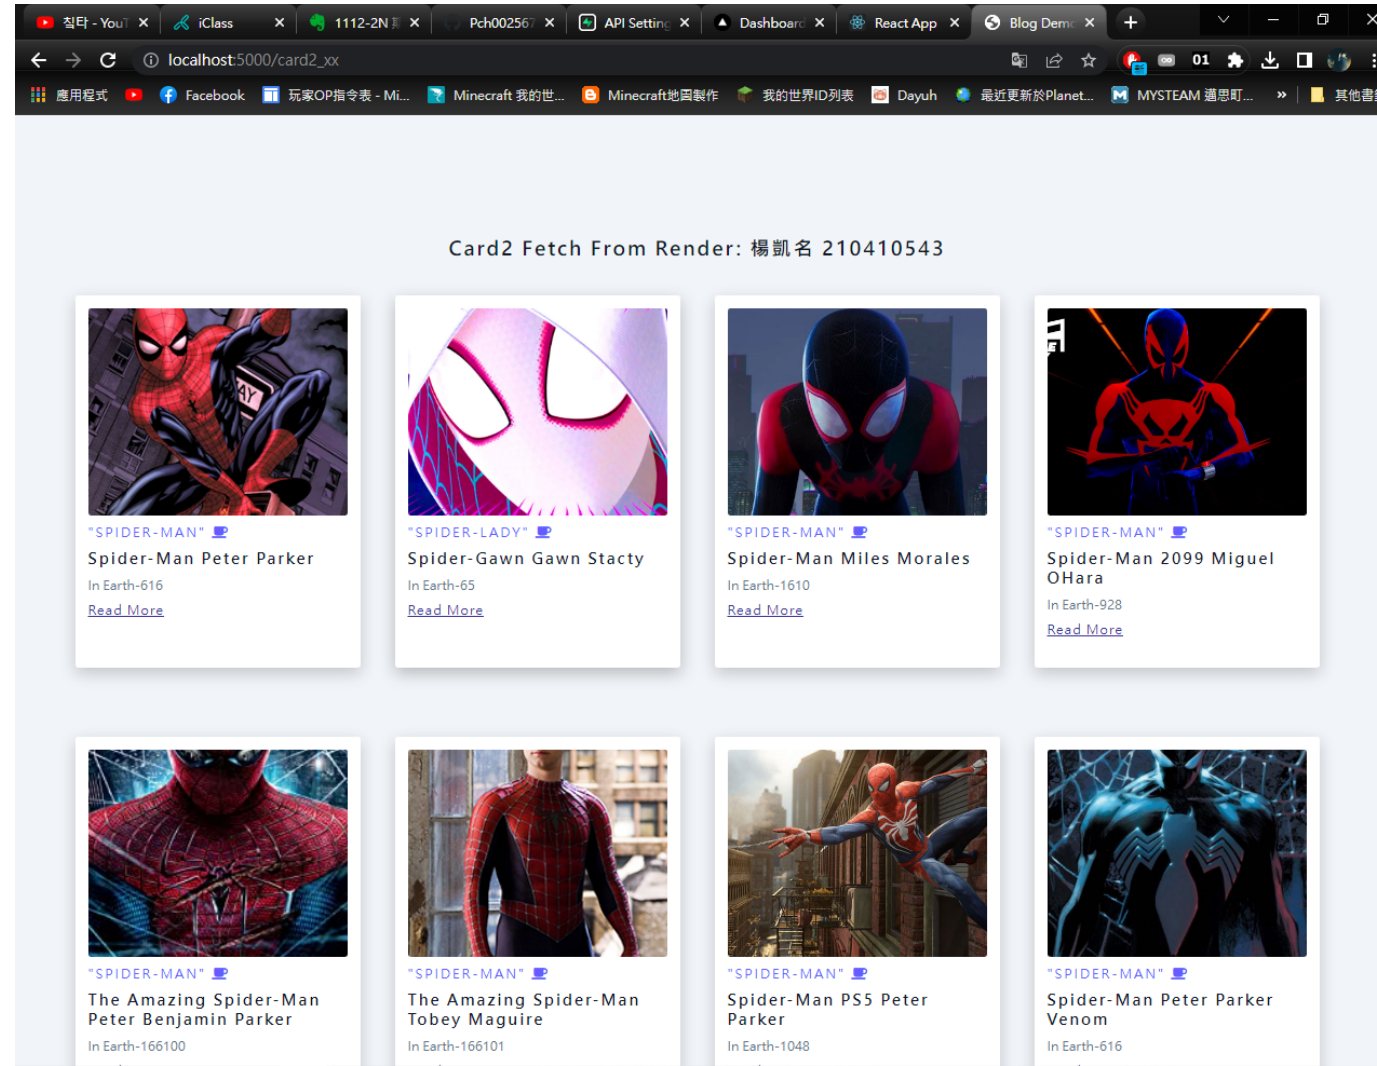 칠타 - YouT
iClass
1112-2N
Pch002567
API Setting
Dashboard
React App
Blog Demo
localhost:5000/card2_xx
01
應用程式
Facebook
玩家OP指令表 - Mi...
Minecraft 我的世...
Minecraft地圖製作
我的世界ID列表
Dayuh
最近更新於Planet...
MYSTEAM 邁思町...
»
其他書
Card2 Fetch From Render: 楊凱名 210410543
"SPIDER-MAN"
Spider-Man Peter Parker
In Earth-616
Read More
"SPIDER-LADY"
Spider-Gawn Gawn Stacty
In Earth-65
Read More
"SPIDER-MAN"
Spider-Man Miles Morales
In Earth-1610
Read More
"SPIDER-MAN"
Spider-Man 2099 Miguel
OHara
In Earth-928
Read More
"SPIDER-MAN"
The Amazing Spider-Man
Peter Benjamin Parker
In Earth-166100
"SPIDER-MAN"
The Amazing Spider-Man
Tobey Maguire
In Earth-166101
"SPIDER-MAN"
Spider-Man PS5 Peter
Parker
In Earth-1048
"SPIDER-MAN"
Spider-Man Peter Parker
Venom
In Earth-616